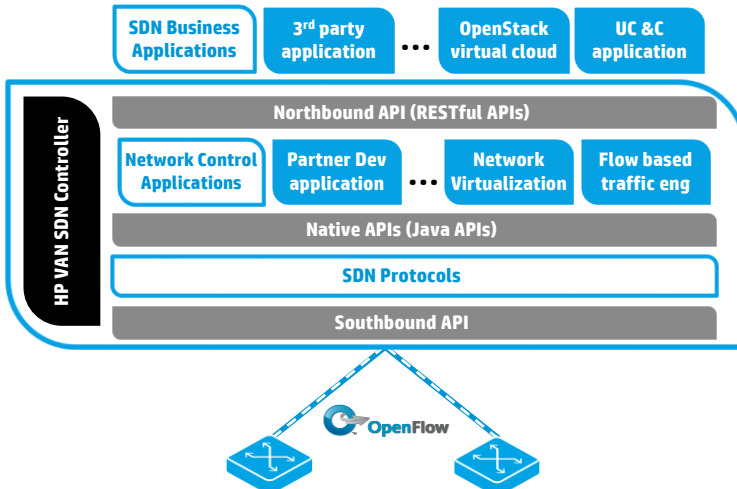 SDN Business
Applications
3rd party
application
...
OpenStack
virtual cloud
UC &C
application
HP VAN SDN Controller
Northbound API (RESTful APIs)
Network Control
Applications
Partner Dev
application
...
Network
Virtualization
Flow based
traffic eng
Native APIs (Java APIs)
SDN Protocols
Southbound API
OpenFlow